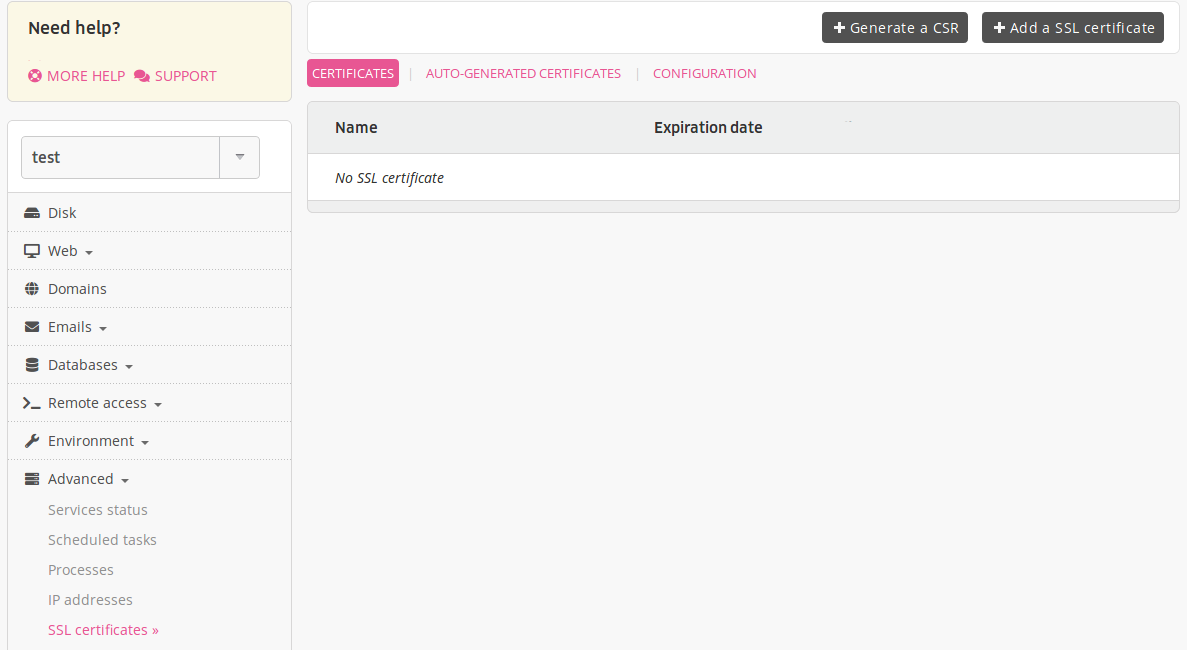 Need help?
MORE HELP SUPPORT
test
Disk
Web
Domains
Emails
Databases
Remote access
Environment
Advanced
Services status
Scheduled tasks
Processes
IP addresses
SSL certificates »
Generate a CSR Add a SSL certificate
CERTIFICATES | AUTO-GENERATED CERTIFICATES | CONFIGURATION
Name Expiration date
No SSL certificate